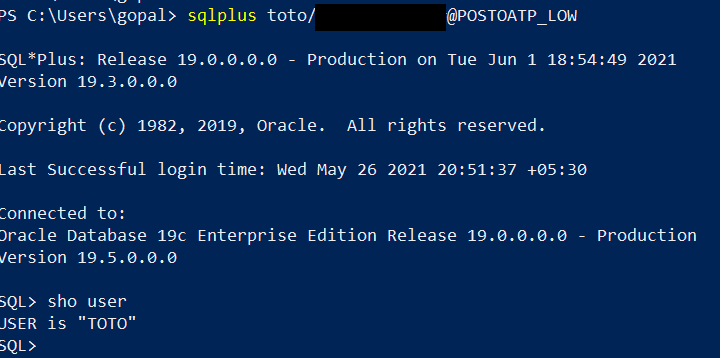 PS C:\Users\gopal> sqlplus toto/@POSTOATP_LOW
SQL*Plus: Release 19.0.0.0.0 - Production on Tue Jun 1 18:54:49 2021
Version 19.3.0.0.0
Copyright (c) 1982, 2019, Oracle.  All rights reserved.
Last Successful login time: Wed May 26 2021 20:51:37 +05:30
Connected to:
Oracle Database 19c Enterprise Edition Release 19.0.0.0.0 - Production
Version 19.5.0.0.0
SQL> sho user
USER is "TOTO"
SQL>